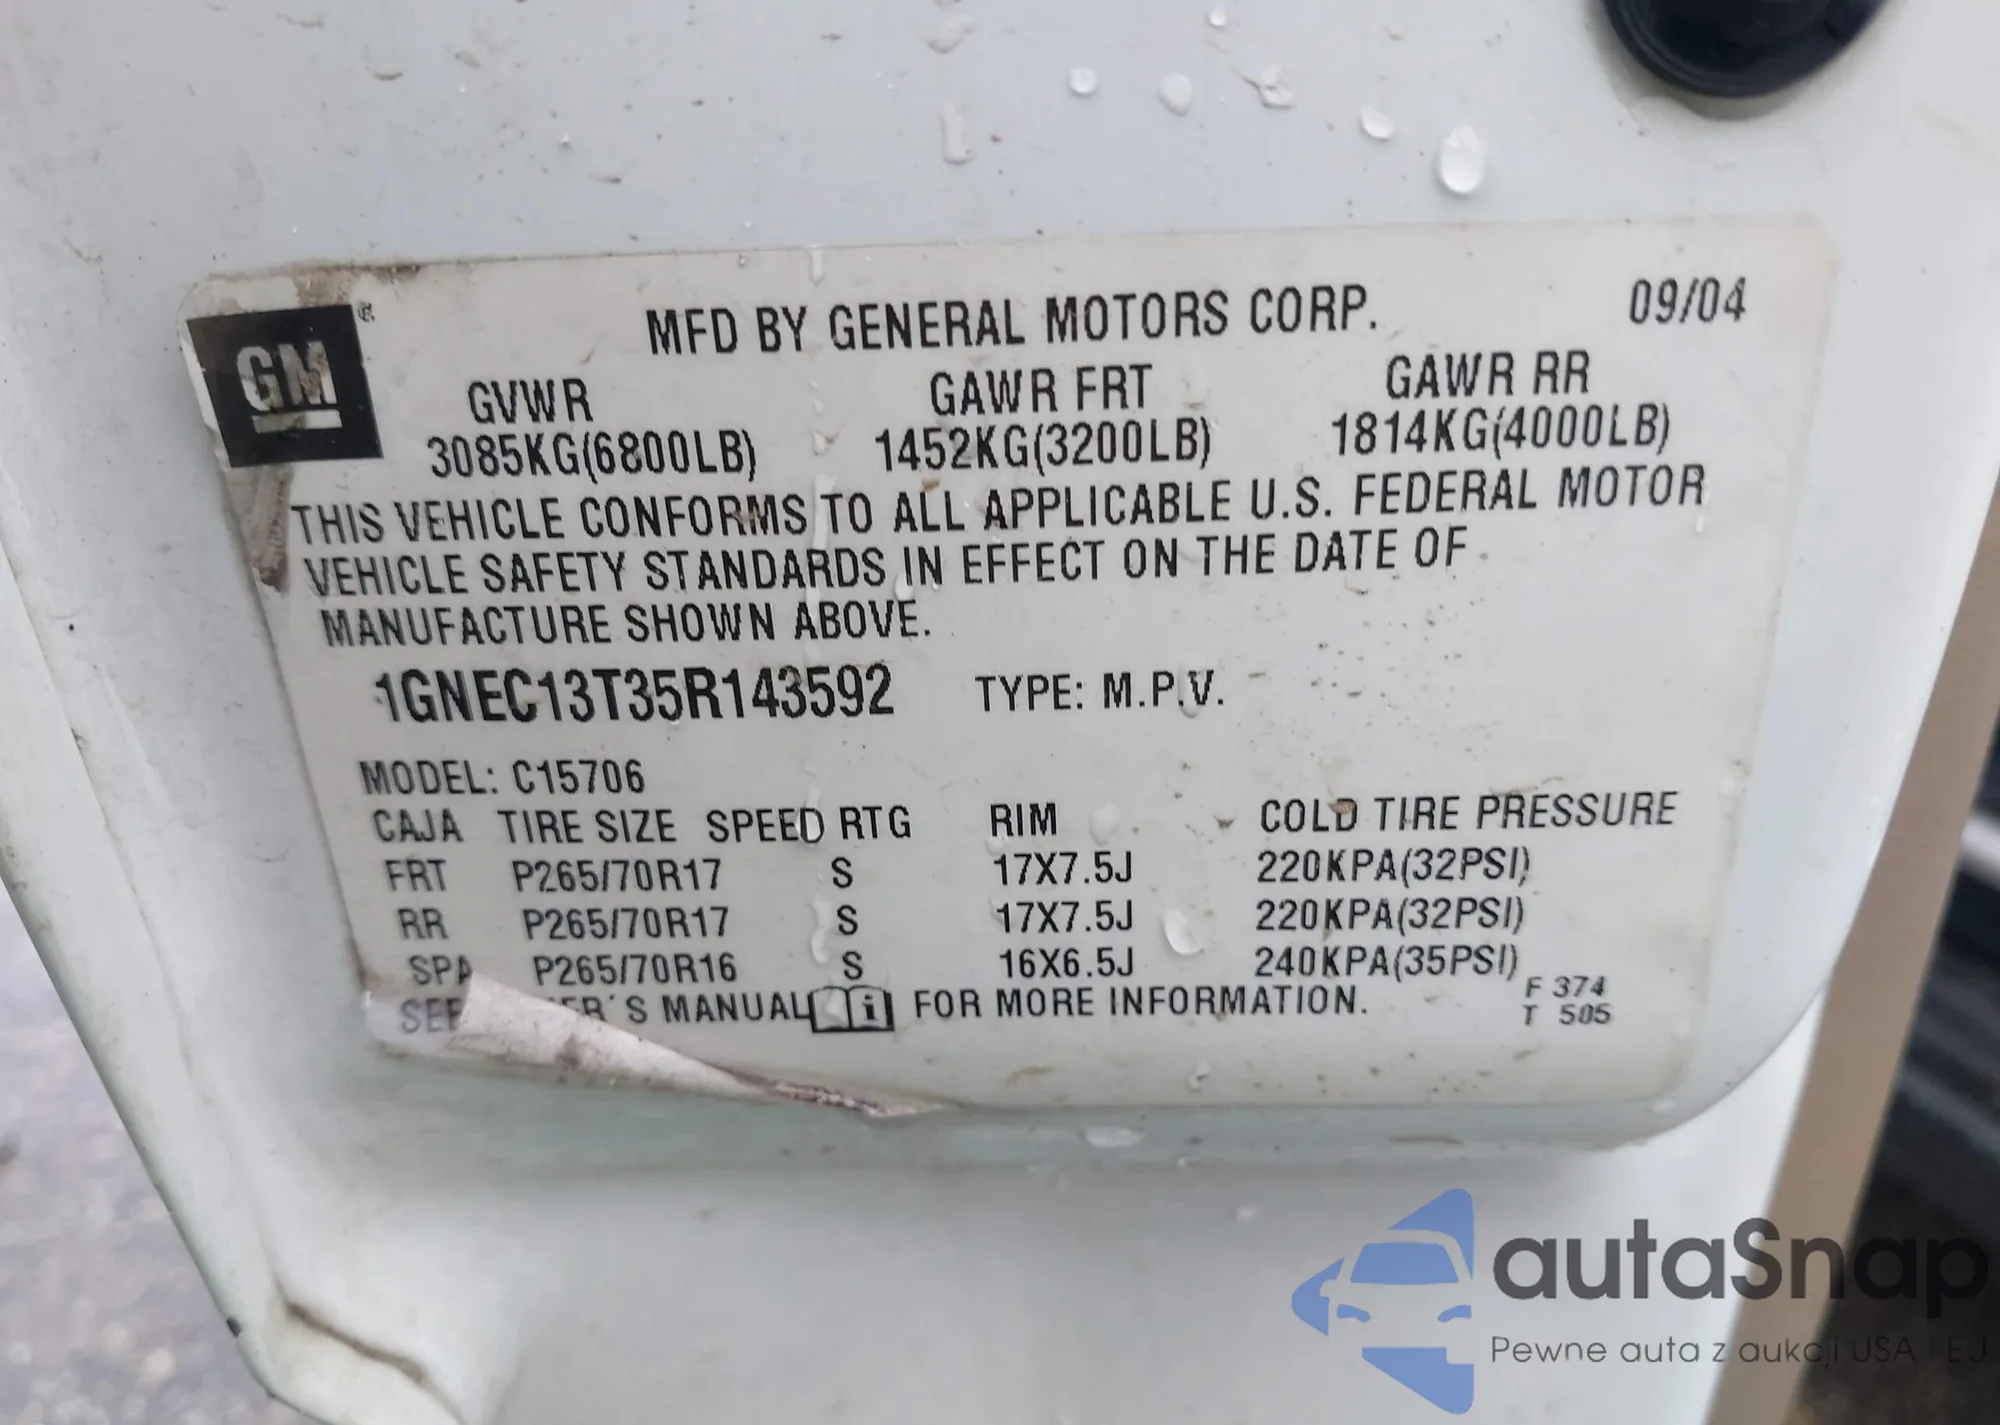 GM
MFD BY GENERAL MOTORS CORP. 09/04
GVWR GAWR FRT GAWR RR
3085KG(6800LB) 1452KG(3200LB) 1814KG(4000LB)
THIS VEHICLE CONFORMS TO ALL APPLICABLE U.S. FEDERAL MOTOR
VEHICLE SAFETY STANDARDS IN EFFECT ON THE DATE OF
MANUFACTURE SHOWN ABOVE.
1GNEC13T35R143592 TYPE: M.P.V.
MODEL: C15706
CAJA TIRE SIZE SPEED RTG RIM COLD TIRE PRESSURE
FRT P265/70R17 S 17X7.5J 220KPA(32PSI)
RR P265/70R17 S 17X7.5J 220KPA(32PSI)
SPA P265/70R16 S 16X6.5J 240KPA(35PSI)
SEE MANUAL i FOR MORE INFORMATION.
F 374
T 505
autaSnap
Pewne auta z aukcji USA i EU